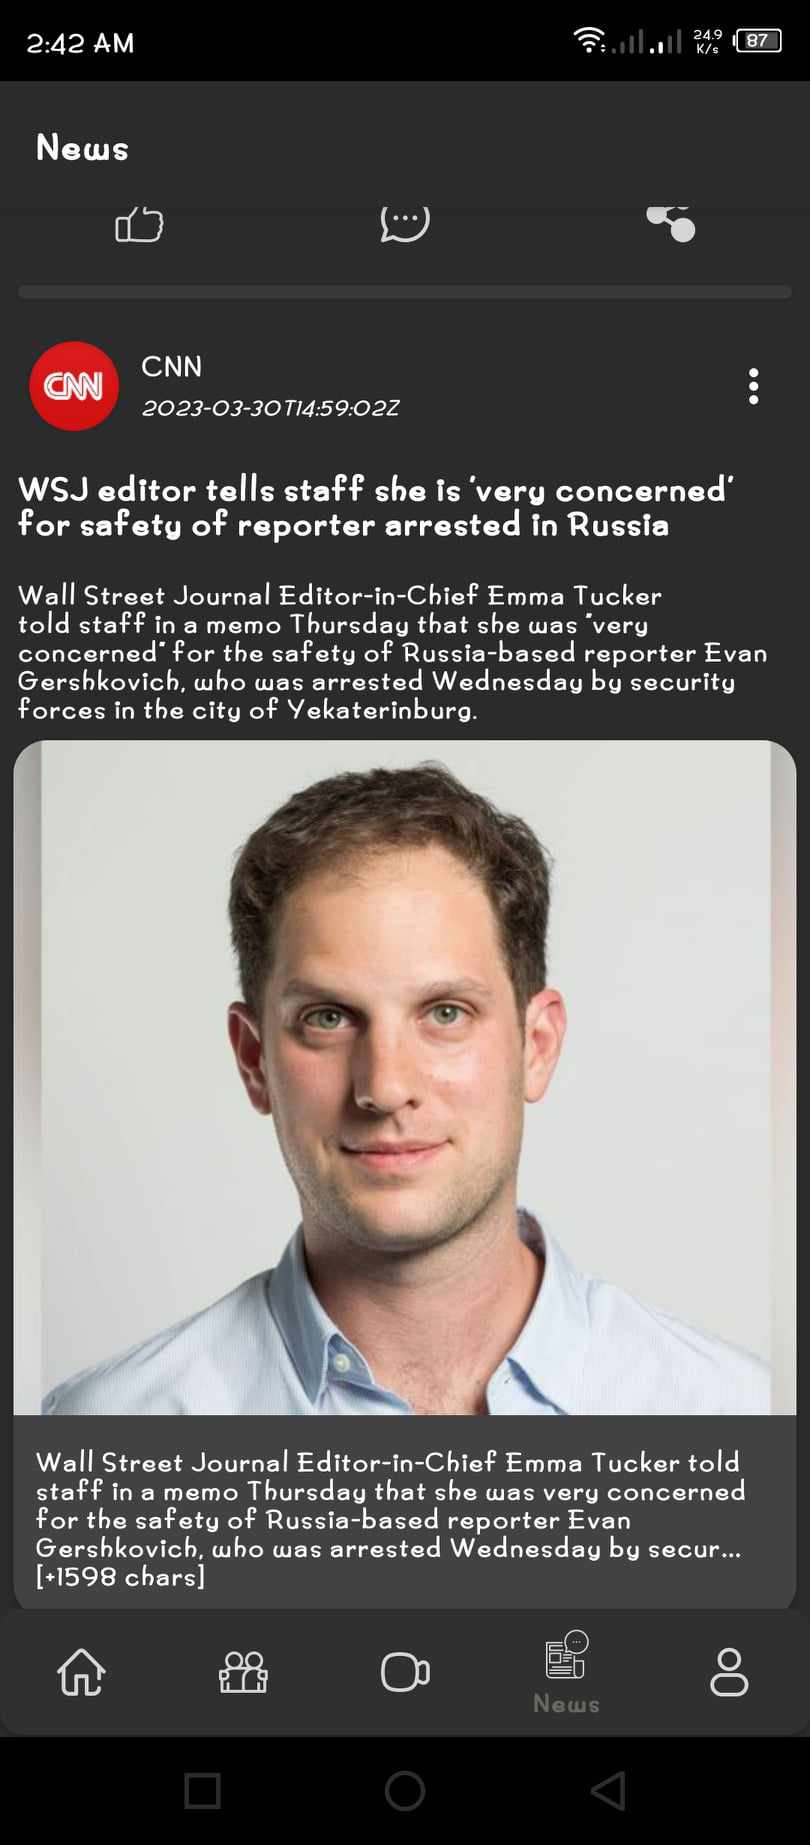 2:42 AM
24.9
K/s
87
News
CNN
CNN
2023-03-30T14:59:02Z
WSJ editor tells staff she is 'very concerned'
for safety of reporter arrested in Russia
Wall Street Journal Editor-in-Chief Emma Tucker
told staff in a memo Thursday that she was "very
concerned" for the safety of Russia-based reporter Evan
Gershkovich, who was arrested Wednesday by security
forces in the city of Yekaterinburg.
Wall Street Journal Editor-in-Chief Emma Tucker told
staff in a memo Thursday that she was very concerned
for the safety of Russia-based reporter Evan
Gershkovich, who was arrested Wednesday by secur...
[+1598 chars]
News